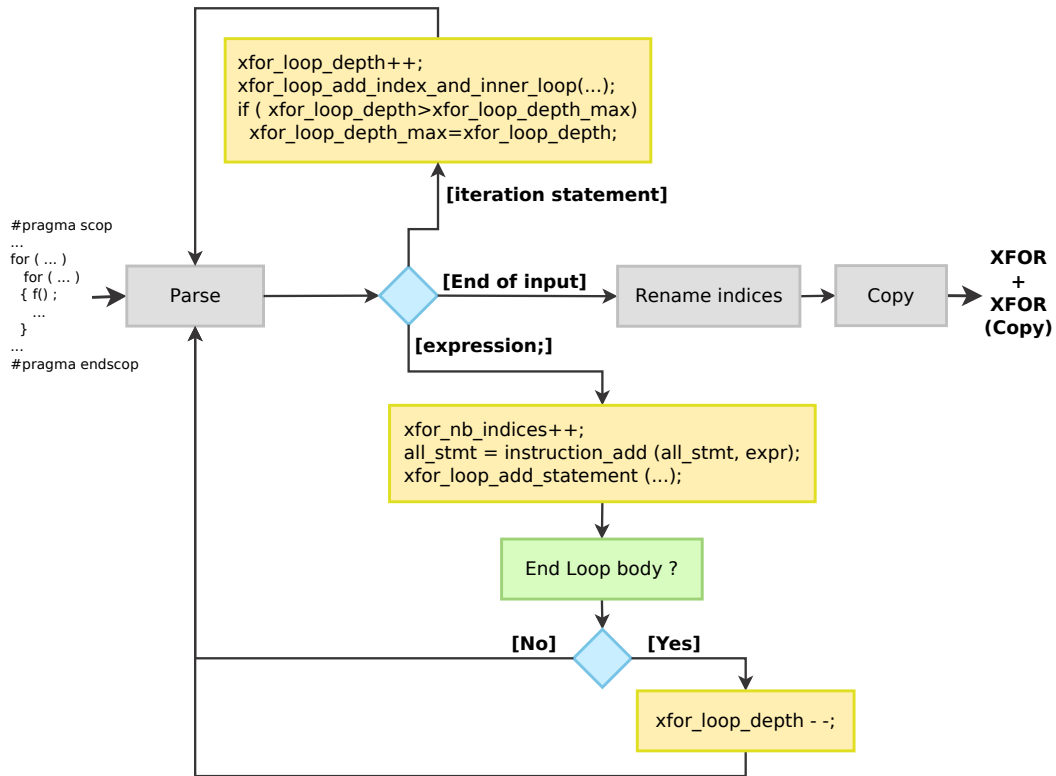 xfor_loop_depth++;
xfor_loop_add_index_and_inner_loop(...);
if ( xfor_loop_depth>xfor_loop_depth_max)
xfor_loop_depth_max=xfor_loop_depth;
[iteration statement]
#pragma scop
...
for ( ... )
for ( ... )
{ f() ;
...
}
...
#pragma endscop
Parse
[End of input]
Rename indices
Copy
XFOR
+
XFOR
(Copy)
[expression;]
xfor_nb_indices++;
all_stmt = instruction_add (all_stmt, expr);
xfor_loop_add_statement (...);
End Loop body ?
[No]
[Yes]
xfor_loop_depth - -;